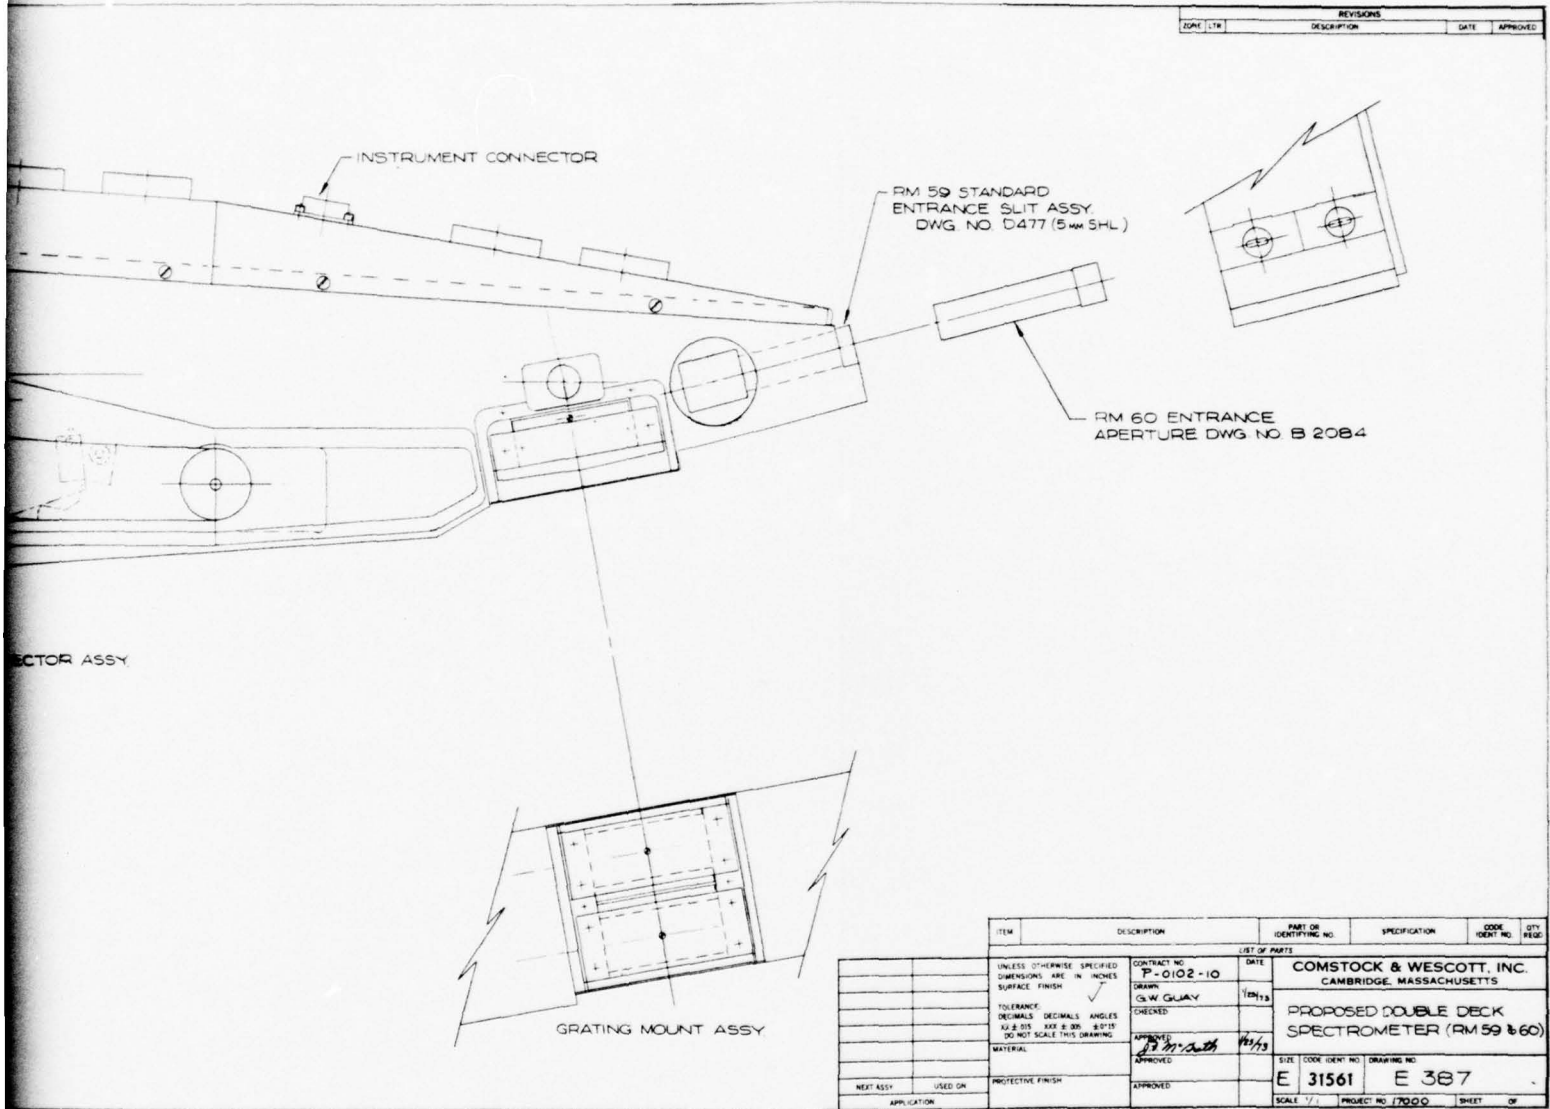 REVISIONS
ZONE LTR DESCRIPTION DATE APPROVED
INSTRUMENT CONNECTOR
RM 59 STANDARD
ENTRANCE SLIT ASSY.
DWG. NO. D477 (5MM SHL)
RM 60 ENTRANCE
APERTURE DWG. NO. B 2084
ECTOR ASSY.
GRATING MOUNT ASSY
ITEM DESCRIPTION PART OR IDENTIFYING NO. SPECIFICATION CODE IDENT NO. QTY REQD
LIST OF PARTS
UNLESS OTHERWISE SPECIFIED
DIMENSIONS ARE IN INCHES
SURFACE FINISH
TOLERANCE:
DECIMALS DECIMALS ANGLES
.XX ± .015 .XXX ± .005 ± 0°15'
DO NOT SCALE THIS DRAWING
MATERIAL
PROTECTIVE FINISH
CONTRACT NO.
P-0102-10
DATE
DRAWN
G.W. GUAY
CHECKED
APPROVED
APPROVED
APPROVED
COMSTOCK & WESCOTT, INC.
CAMBRIDGE, MASSACHUSETTS
PROPOSED DOUBLE DECK
SPECTROMETER (RM 59 & 60)
SIZE CODE IDENT NO. DRAWING NO.
E 31561 E 387
SCALE 1/1 PROJECT NO. 17000 SHEET OF
NEXT ASSY USED ON
APPLICATION